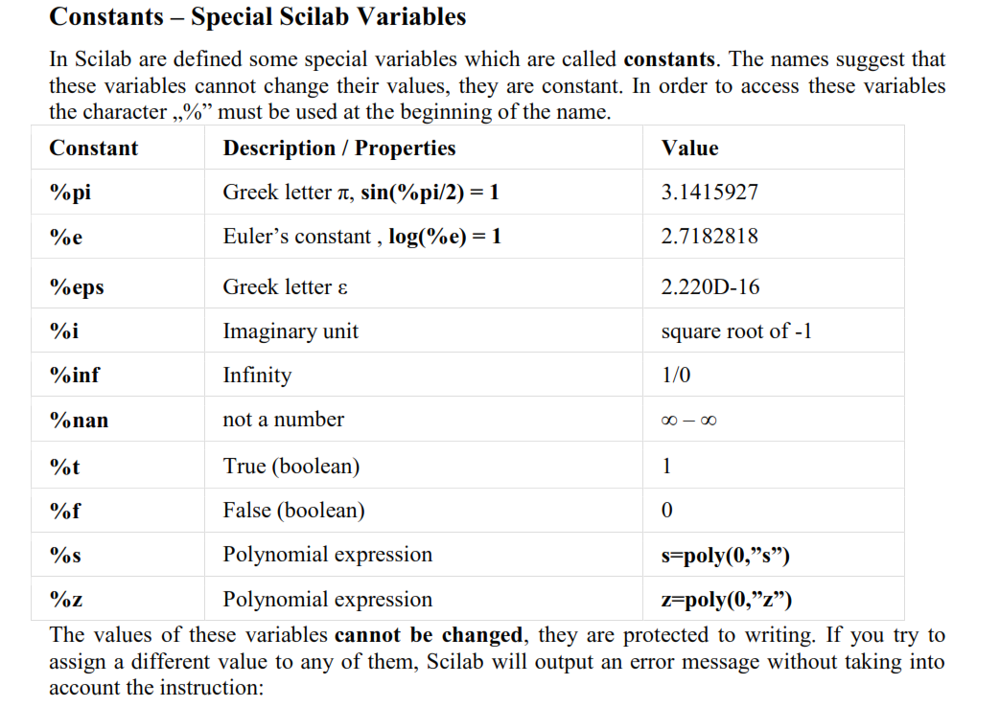 Constants – Special Scilab Variables
In Scilab are defined some special variables which are called constants. The names suggest that
these variables cannot change their values, they are constant. In order to access these variables
the character „%” must be used at the beginning of the name.
Constant Description / Properties Value
%pi Greek letter π, sin(%pi/2) = 1 3.1415927
%e Euler’s constant , log(%e) = 1 2.7182818
%eps Greek letter ε 2.220D-16
%i Imaginary unit square root of -1
%inf Infinity 1/0
%nan not a number ∞ – ∞
%t True (boolean) 1
%f False (boolean) 0
%s Polynomial expression s=poly(0,”s”)
%z Polynomial expression z=poly(0,”z”)
The values of these variables cannot be changed, they are protected to writing. If you try to
assign a different value to any of them, Scilab will output an error message without taking into
account the instruction: